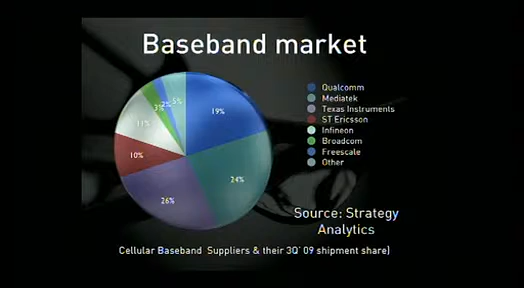 Baseband market
Qualcomm
Mediatek
Texas Instruments
ST Ericsson
Infineon
Broadcom
Freescale
Other
19%
24%
26%
10%
11%
3%
2%
5%
Source: Strategy
Analytics
Cellular Baseband Suppliers & their 3Q' 09 shipment share)